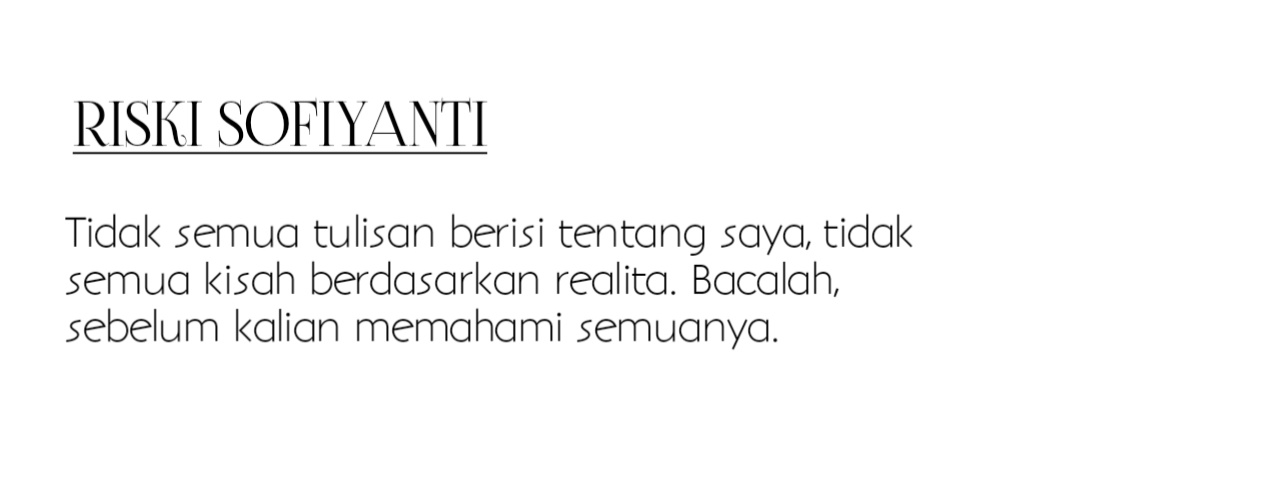 RISKI SOFIYANTI
Tidak semua tulisan berisi tentang saya, tidak
semua kisah berdasarkan realita. Bacalah,
sebelum kalian memahami semuanya.